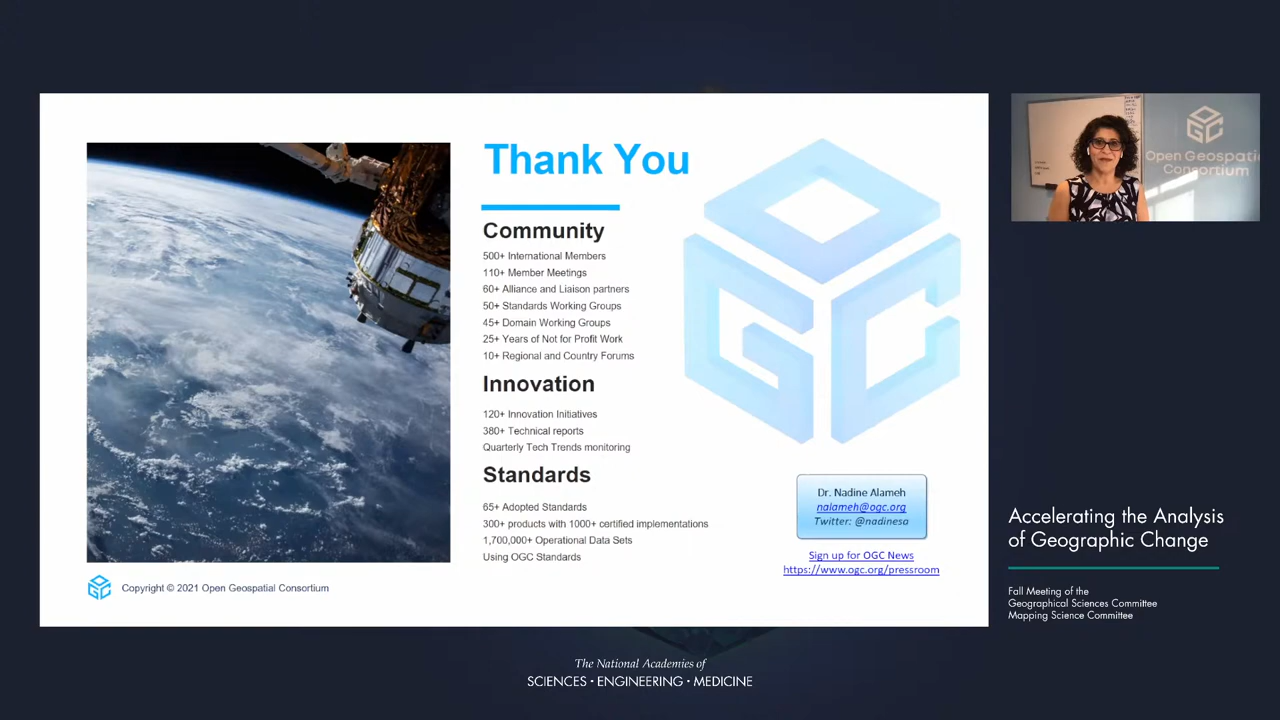 Thank You
Community
500+ International Members
110+ Member Meetings
60+ Alliance and Liaison partners
50+ Standards Working Groups
45+ Domain Working Groups
25+ Years of Not for Profit Work
10+ Regional and Country Forums
Innovation
120+ Innovation Initiatives
380+ Technical reports
Quarterly Tech Trends monitoring
Standards
65+ Adopted Standards
300+ products with 1000+ certified implementations
1,700,000+ Operational Data Sets
Using OGC Standards
OGC
Dr. Nadine Alameh
nalameh@ogc.org
Twitter: @nadinesa
Sign up for OGC News
https://www.ogc.org/pressroom
OGC
Copyright © 2021 Open Geospatial Consortium
OGC
Open Geospati
Consortium
Accelerating the Analysis
of Geographic Change
Fall Meeting of the
Geographical Sciences Committee
Mapping Science Committee
The National Academies of
SCIENCES • ENGINEERING • MEDICINE